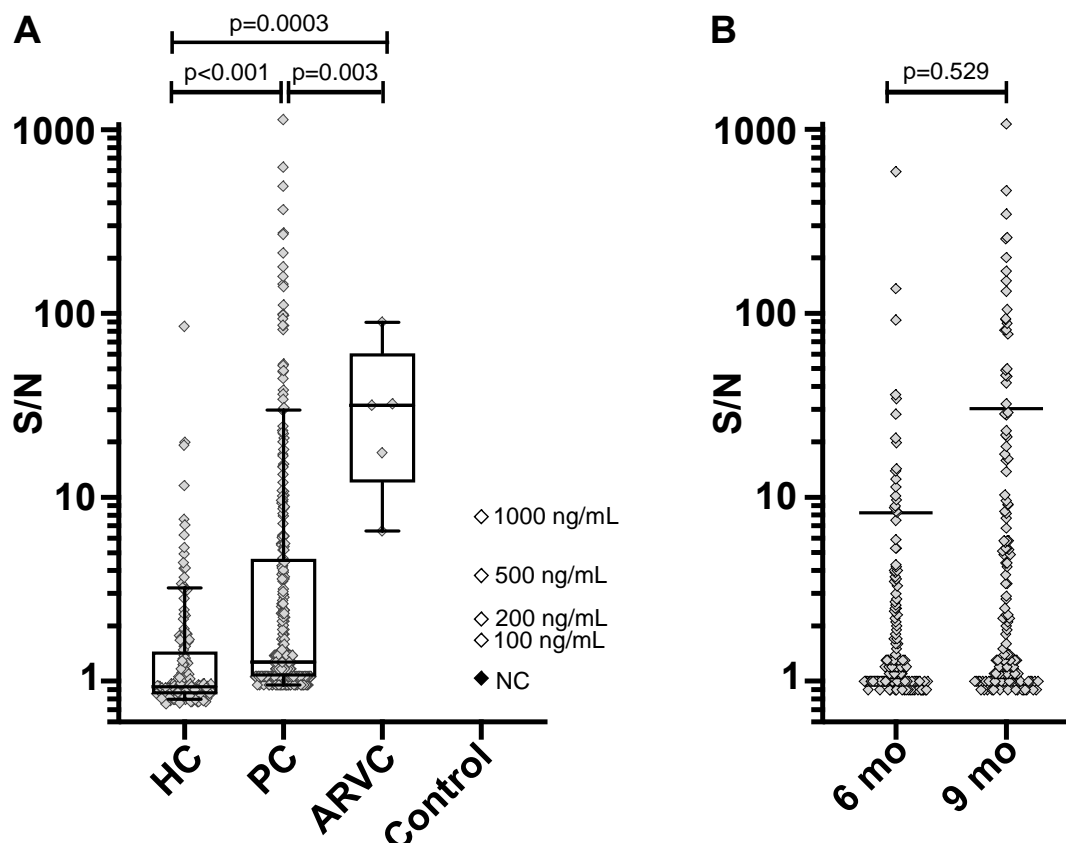 A
p=0.0003
p<0.001
p=0.003
1000
100
10
1
S/N
1000 ng/mL
500 ng/mL
200 ng/mL
100 ng/mL
NC
HC
PC
ARVC
Control
B
p=0.529
1000
100
10
1
S/N
6 mo
9 mo